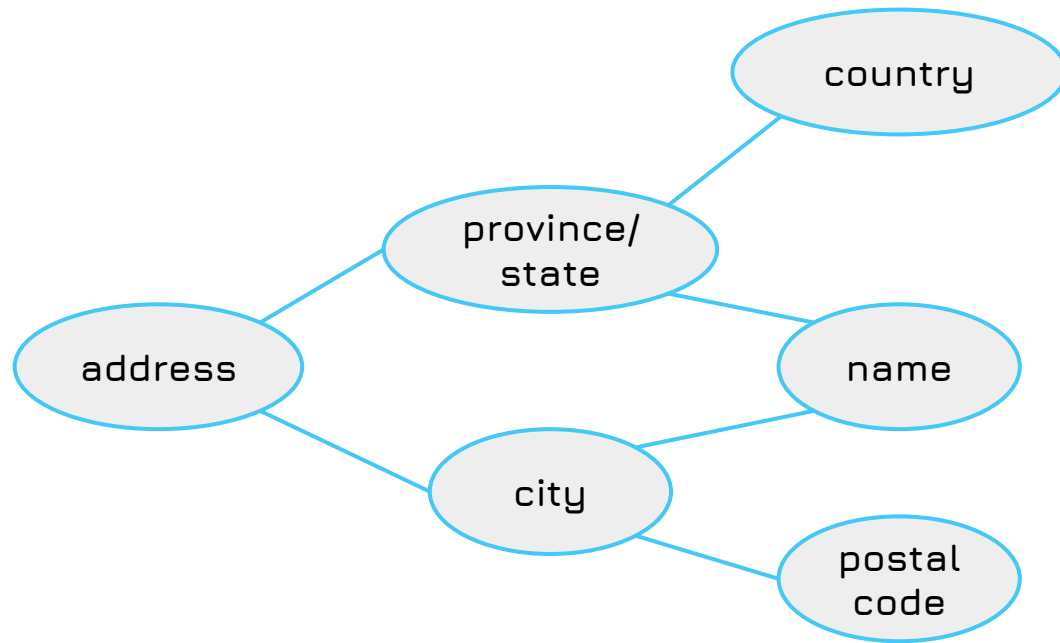 country
province/
state
address
name
city
postal
code